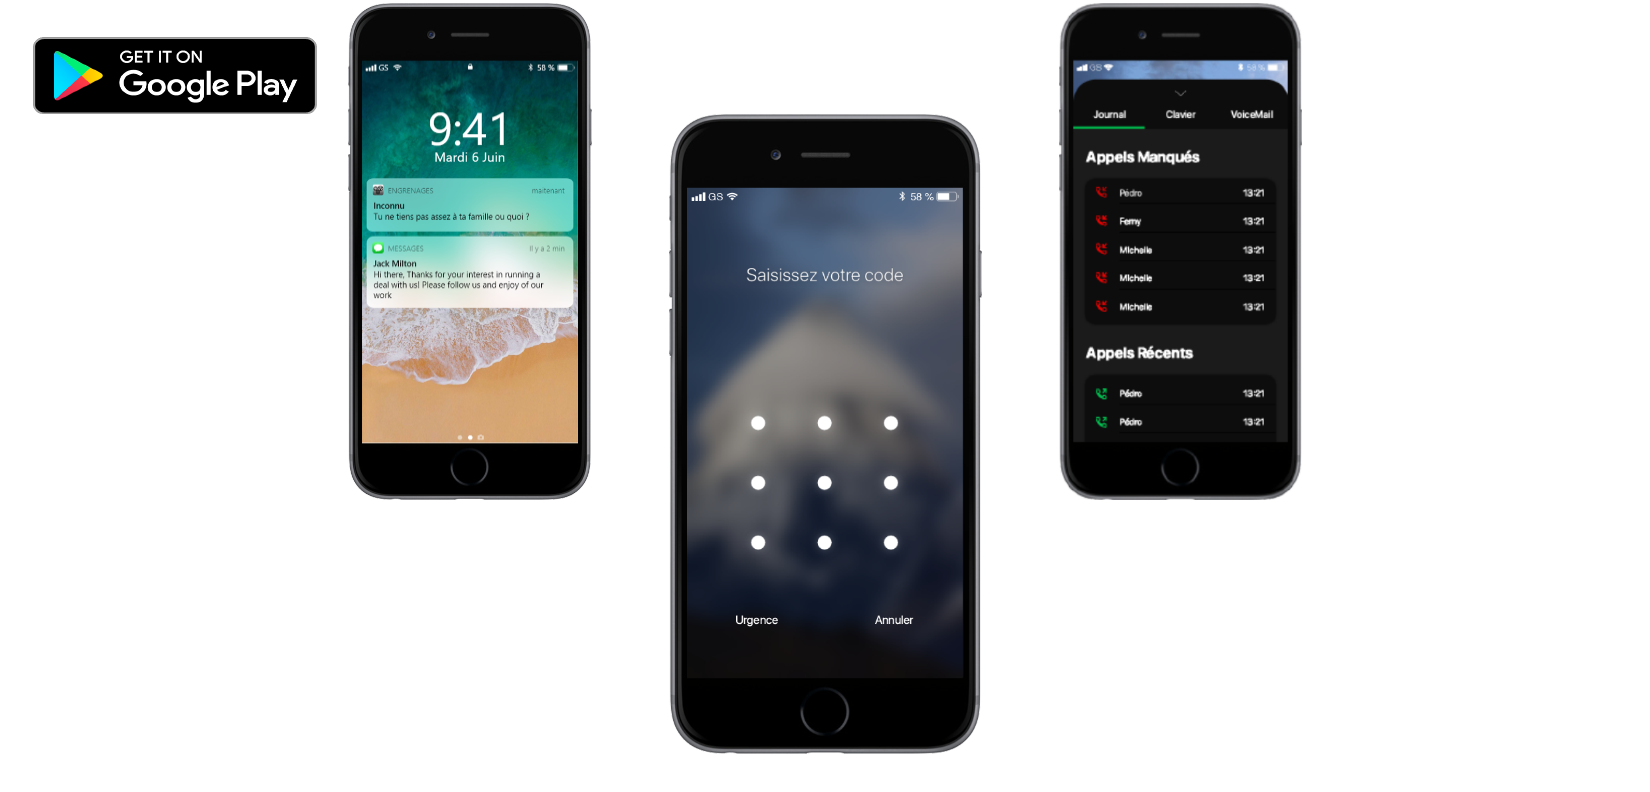 GET IT ON
Google Play
GS
58 %
9:41
Mardi 6 Juin
ENGRENAGES
maitenant
Inconnu
Tu ne tiens pas assez à ta famille ou quoi ?
MESSAGES
Il y a 2 min
Jack Milton
Hi there, Thanks for your interest in running a
deal with us! Please follow us and enjoy of our
work
GS
58 %
Saisissez votre code
Urgence
Annuler
GS
58 %
Journal
Clavier
VoiceMail
Appels Manqués
Pédro
13:21
Femy
13:21
Michelle
13:21
Michelle
13:21
Michelle
13:21
Appels Récents
Pédro
13:21
Pédro
13:21